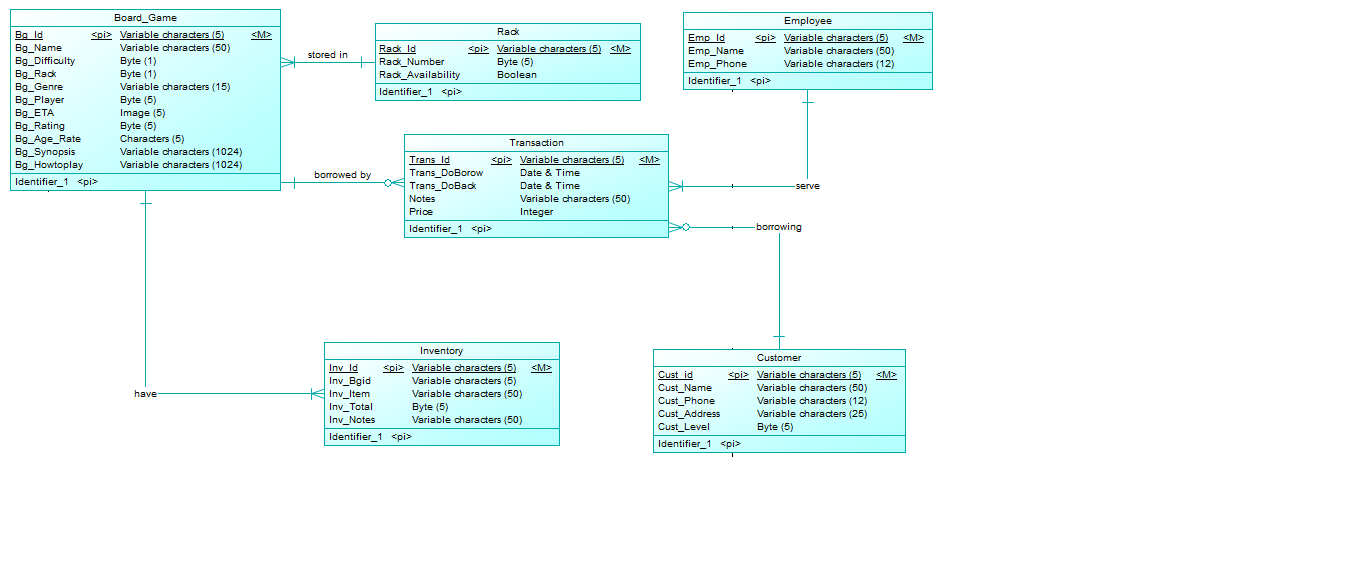 Board_Game
Bg_Id <pi> Variable characters (5) <M>
Bg_Name Variable characters (50)
Bg_Difficulty Byte (1)
Bg_Rack Byte (1)
Bg_Genre Variable characters (15)
Bg_Player Byte (5)
Bg_ETA Image (5)
Bg_Rating Byte (5)
Bg_Age_Rate Characters (5)
Bg_Synopsis Variable characters (1024)
Bg_Howtoplay Variable characters (1024)
Identifier_1 <pi>
stored in
Rack
Rack_Id <pi> Variable characters (5) <M>
Rack_Number Byte (5)
Rack_Availability Boolean
Identifier_1 <pi>
Employee
Emp_Id <pi> Variable characters (5) <M>
Emp_Name Variable characters (50)
Emp_Phone Variable characters (12)
Identifier_1 <pi>
borrowed by
Transaction
Trans_Id <pi> Variable characters (5) <M>
Trans_DoBorow Date & Time
Trans_DoBack Date & Time
Notes Variable characters (50)
Price Integer
Identifier_1 <pi>
serve
borrowing
have
Inventory
Inv_Id <pi> Variable characters (5) <M>
Inv_Bgid Variable characters (5)
Inv_Item Variable characters (50)
Inv_Total Byte (5)
Inv_Notes Variable characters (50)
Identifier_1 <pi>
Customer
Cust_id <pi> Variable characters (5) <M>
Cust_Name Variable characters (50)
Cust_Phone Variable characters (12)
Cust_Address Variable characters (25)
Cust_Level Byte (5)
Identifier_1 <pi>